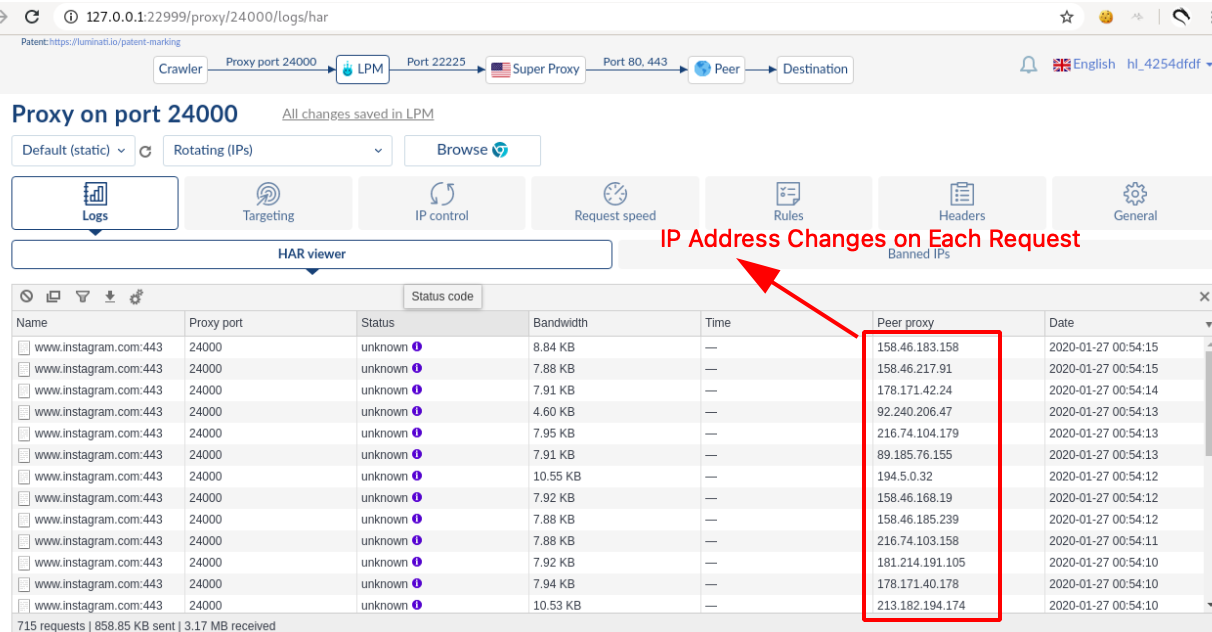 127.0.0.1:22999/proxy/24000/logs/har
Patent: https://luminati.io/patent-marking
Crawler Proxy port 24000 LPM Port 22225 Super Proxy Port 80, 443 Peer Destination English hl_4254dfdf
Proxy on port 24000 All changes saved in LPM
Default (static) Rotating (IPs) Browse
Logs Targeting IP control Request speed Rules Headers General
IP Address Changes on Each Request
HAR viewer Banned IPs
Status code
Name Proxy port Status Bandwidth Time Peer proxy Date
www.instagram.com:443 24000 unknown 8.84 KB — 158.46.183.158 2020-01-27 00:54:15
www.instagram.com:443 24000 unknown 7.88 KB — 158.46.217.91 2020-01-27 00:54:15
www.instagram.com:443 24000 unknown 7.91 KB — 178.171.42.24 2020-01-27 00:54:14
www.instagram.com:443 24000 unknown 4.60 KB — 92.240.206.47 2020-01-27 00:54:13
www.instagram.com:443 24000 unknown 7.95 KB — 216.74.104.179 2020-01-27 00:54:13
www.instagram.com:443 24000 unknown 7.91 KB — 89.185.76.155 2020-01-27 00:54:13
www.instagram.com:443 24000 unknown 10.55 KB — 194.5.0.32 2020-01-27 00:54:12
www.instagram.com:443 24000 unknown 7.92 KB — 158.46.168.19 2020-01-27 00:54:12
www.instagram.com:443 24000 unknown 7.88 KB — 158.46.185.239 2020-01-27 00:54:12
www.instagram.com:443 24000 unknown 7.88 KB — 216.74.103.158 2020-01-27 00:54:11
www.instagram.com:443 24000 unknown 7.92 KB — 181.214.191.105 2020-01-27 00:54:10
www.instagram.com:443 24000 unknown 7.94 KB — 178.171.40.178 2020-01-27 00:54:10
www.instagram.com:443 24000 unknown 10.53 KB — 213.182.194.174 2020-01-27 00:54:10
715 requests | 858.85 KB sent | 3.17 MB received